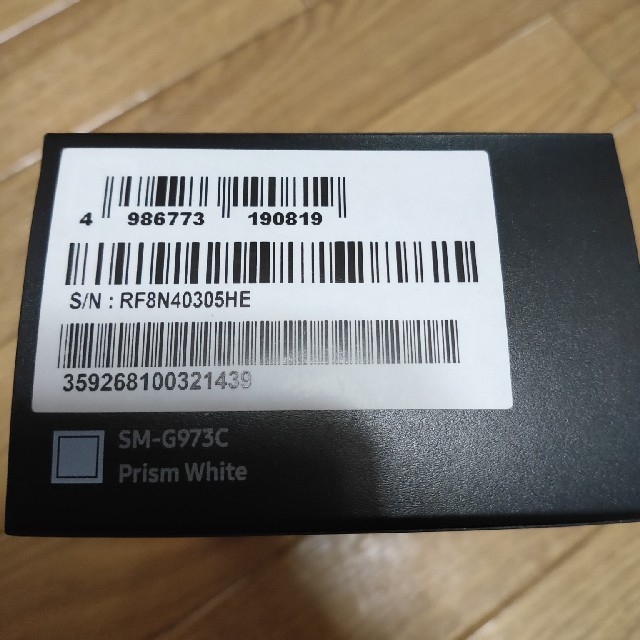 4 986773 190819
S/N : RF8N40305HE
359268100321439
SM-G973C
Prism White